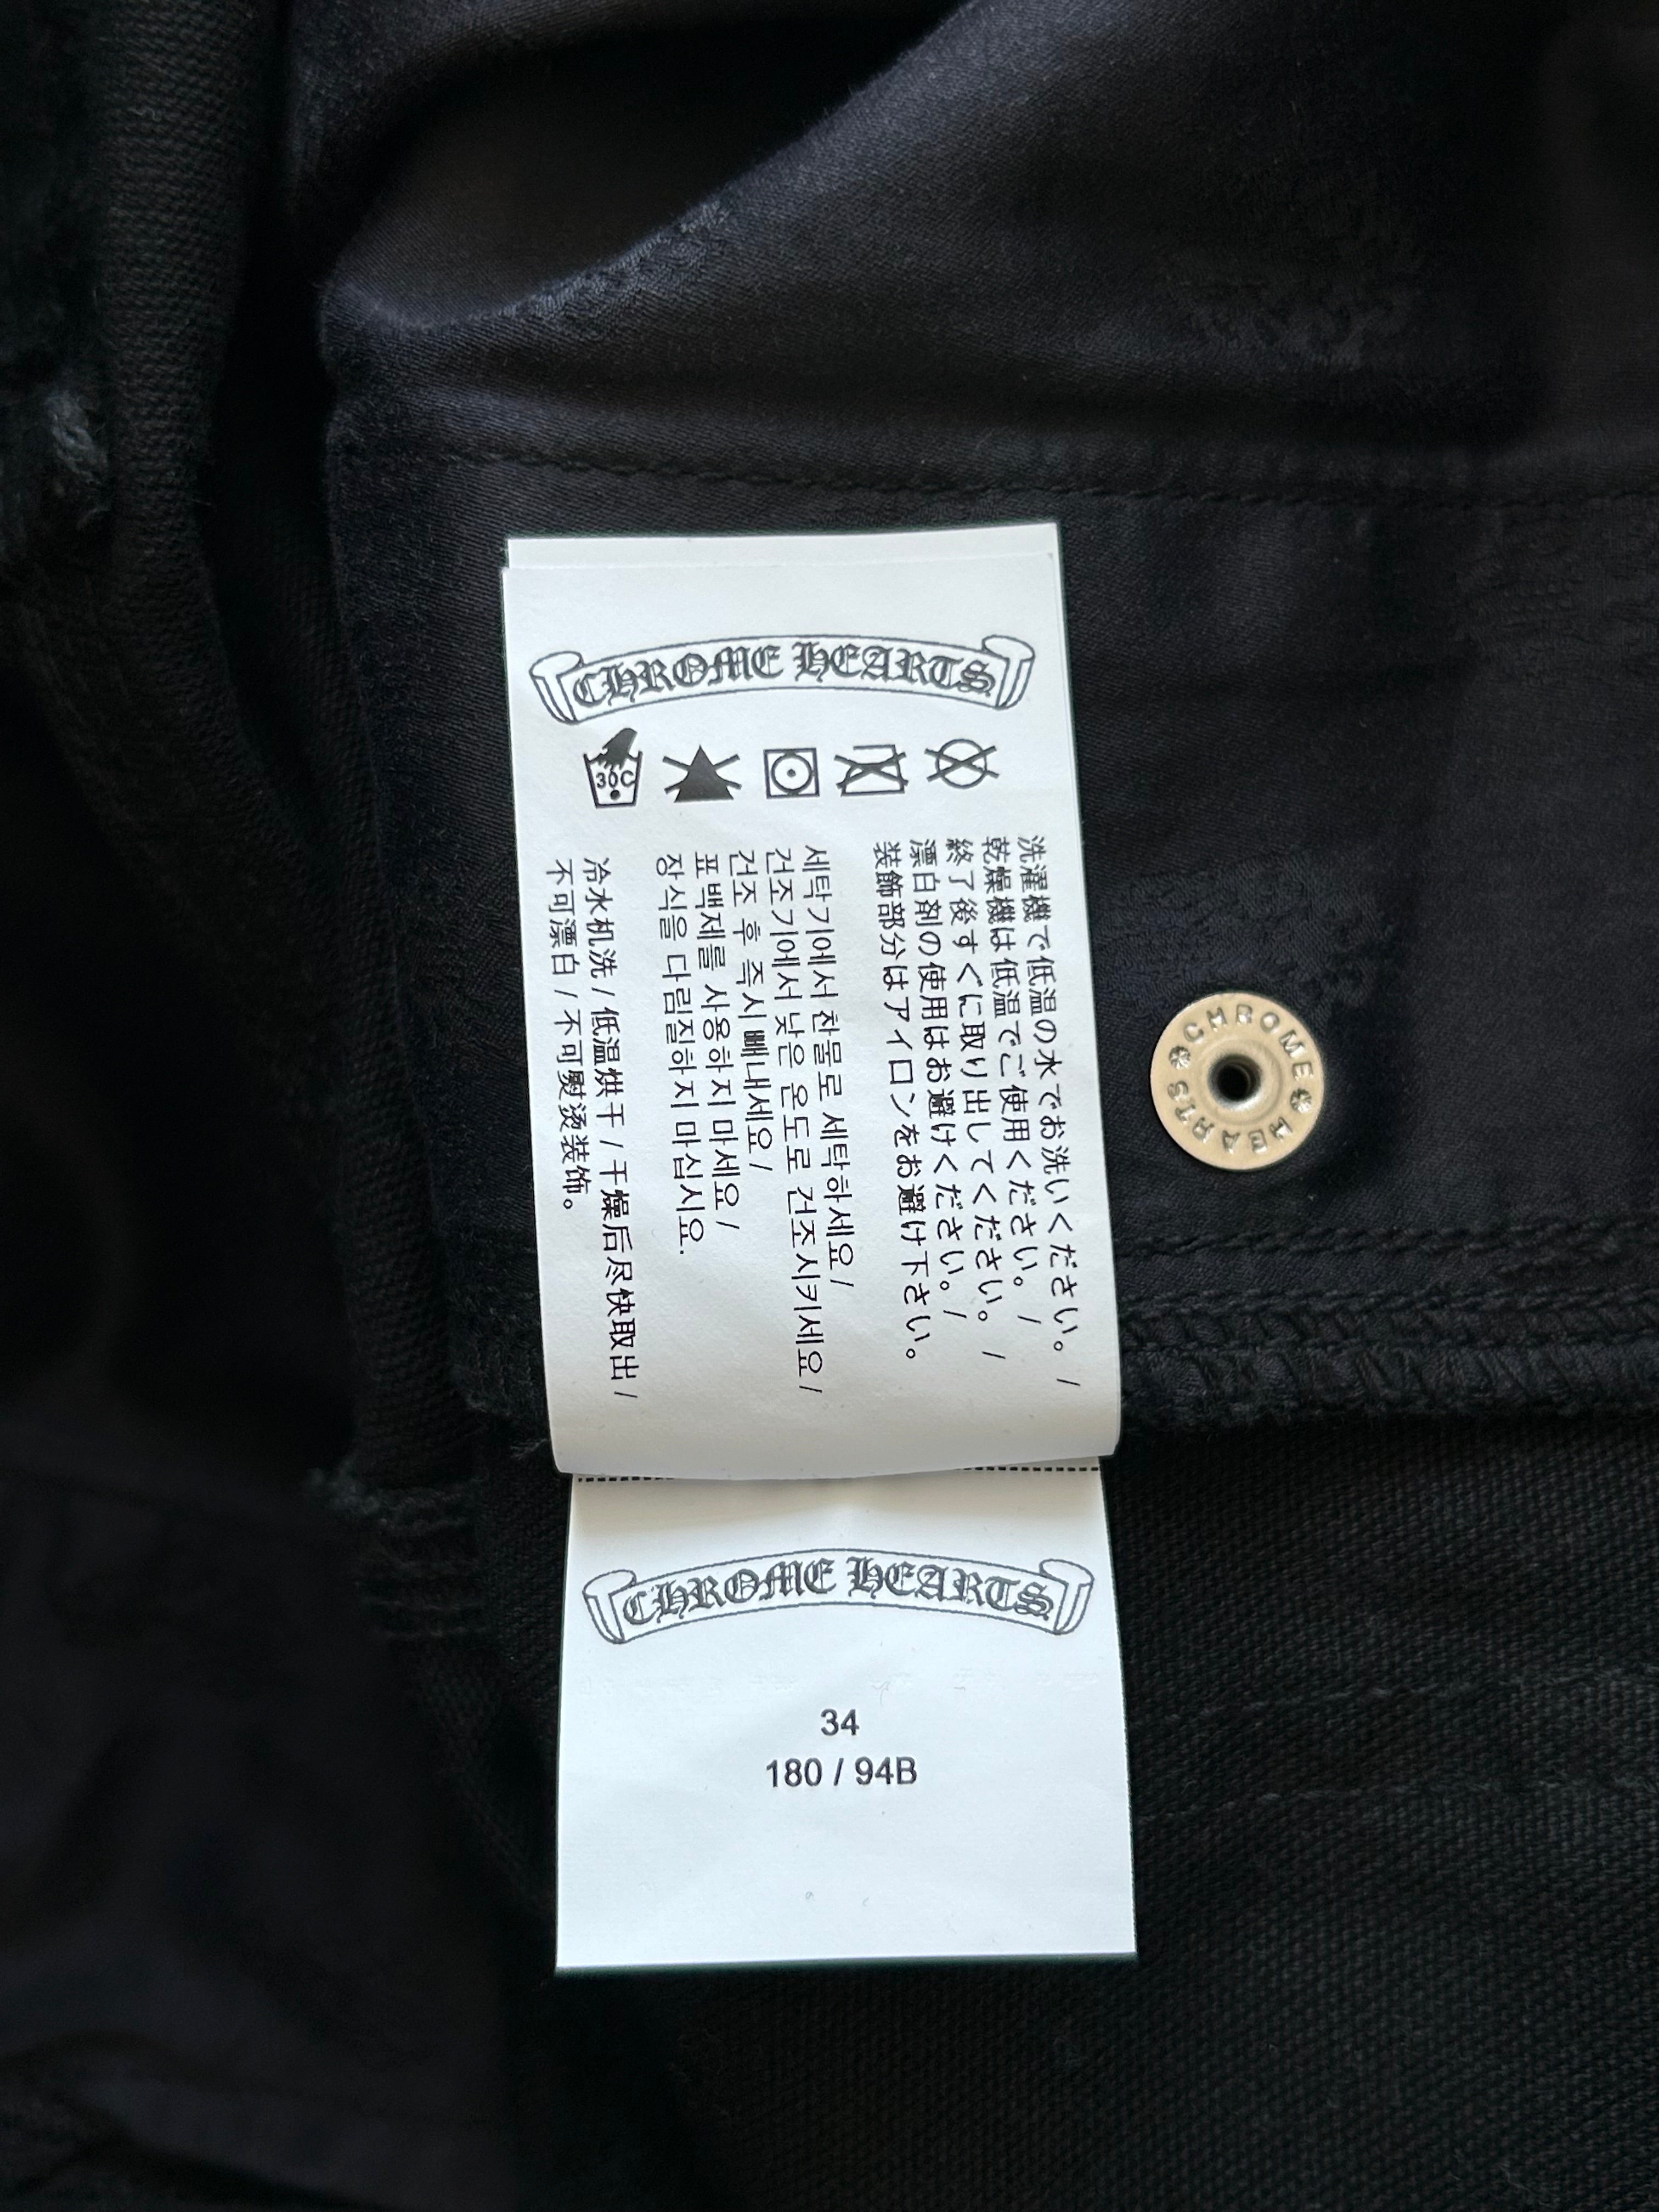 CHROME HEARTS
30C
洗濯機で低温の水でお洗いください。/
乾燥機は低温でご使用ください。/
終了後すぐに取り出してください。/
漂白剤の使用はお避けください。/
装飾部分はアイロンをお避け下さい。
세탁기에서 찬물로 세탁하세요/
건조기에서 낮은 온도로 건조시키세요/
건조 후 즉시 빼내세요/
표백제를 사용하지 마세요/
장식을 다림질하지 마십시요.
冷水机洗/低温烘干/干燥后尽快取出/
不可漂白/不可熨烫装饰。
CHROME HEARTS
CHROME HEARTS
34
180 / 94B